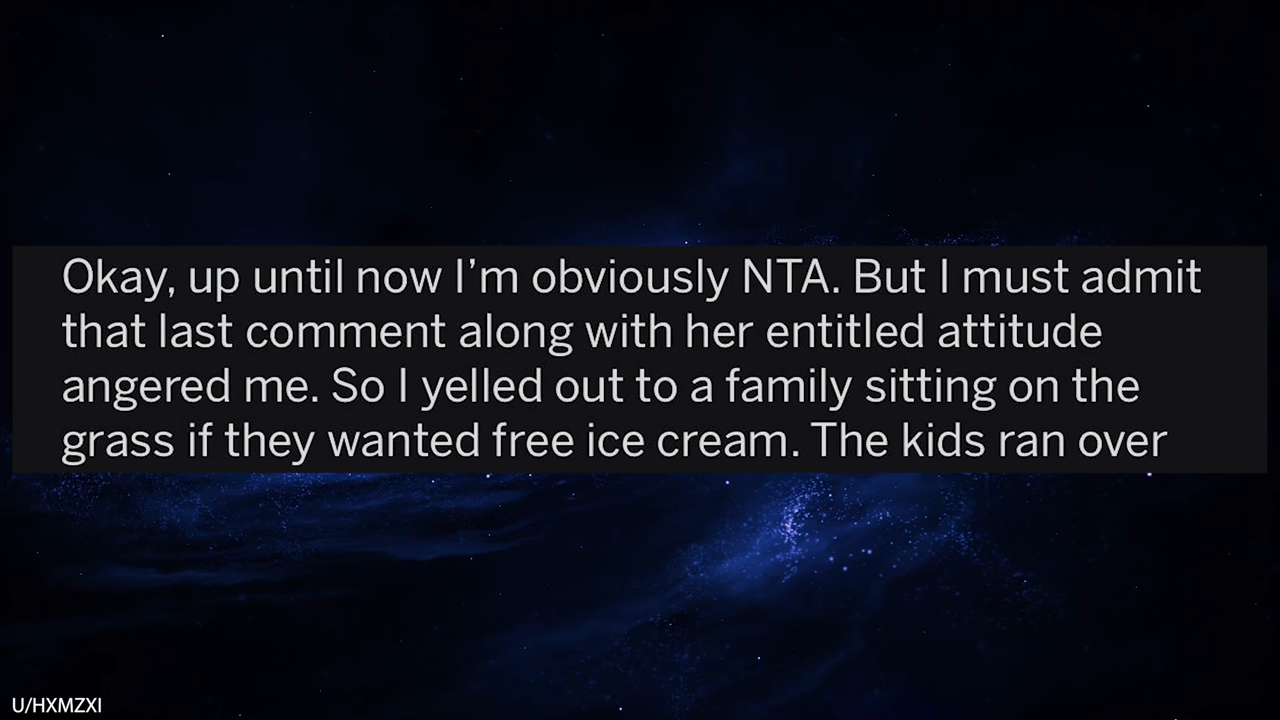 Okay, up until now I’m obviously NTA. But I must admit
that last comment along with her entitled attitude
angered me. So I yelled out to a family sitting on the
grass if they wanted free ice cream. The kids ran over
U/HXMZXI